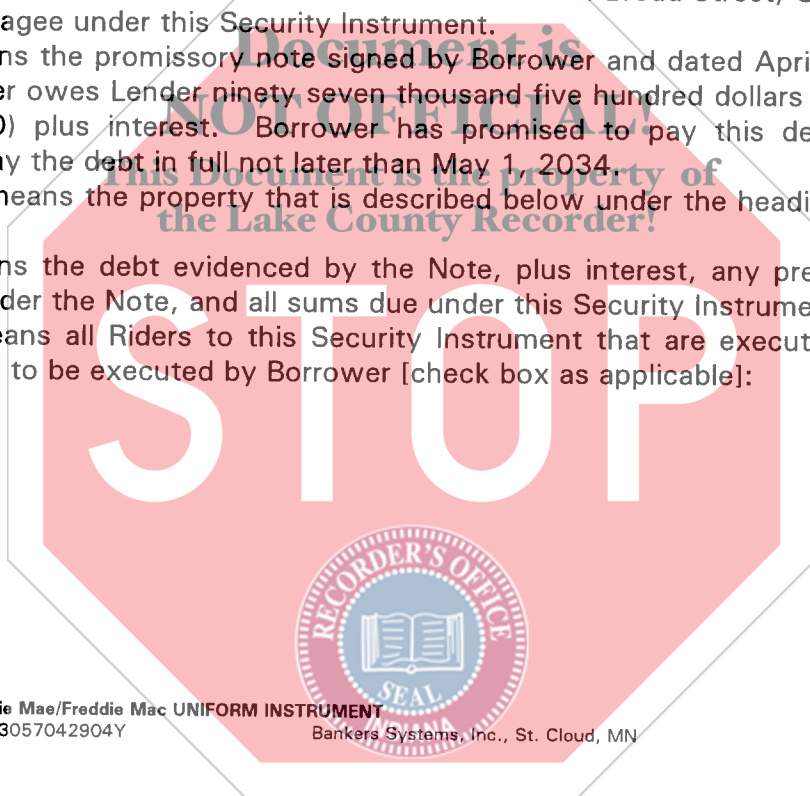 agee under this Security Instrument.
ns the promissory note signed by Borrower and dated Apri
er owes Lender ninety seven thousand five hundred dollars
0) plus interest. Borrower has promised to pay this de
ay the debt in full not later than May 1, 2034.
neans the property that is described below under the headi
ns the debt evidenced by the Note, plus interest, any pre
der the Note, and all sums due under this Security Instrume
eans all Riders to this Security Instrument that are execut
to be executed by Borrower [check box as applicable]:
Document is
NOT OFFICIAL!
This Document is the property of
the Lake County Recorder!
STOP
RECORDER'S OFFICE
SEAL
INDIANA
ie Mae/Freddie Mac UNIFORM INSTRUMENT
3057042904Y
Bankers Systems, Inc., St. Cloud, MN